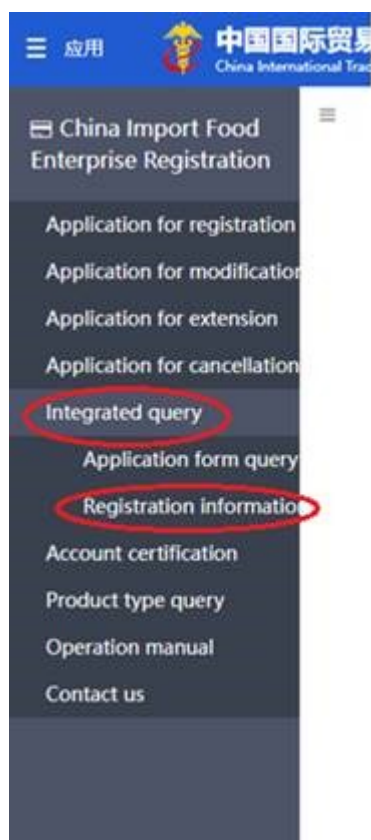 应用
中国国际贸易
China International Trad
China Import Food
Enterprise Registration
Application for registration
Application for modification
Application for extension
Application for cancellation
Integrated query
Application form query
Registration informatio
Account certification
Product type query
Operation manual
Contact us